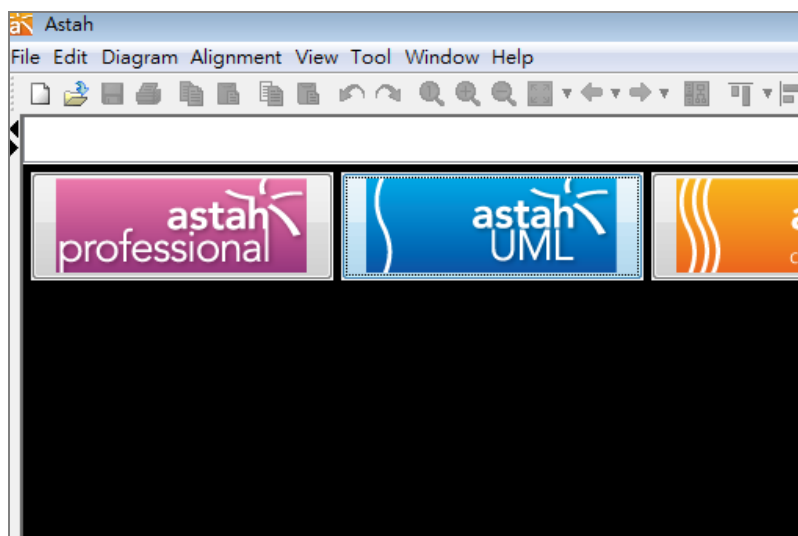 Astah
File Edit Diagram Alignment View Tool Window Help
astah
professional
astah
UML